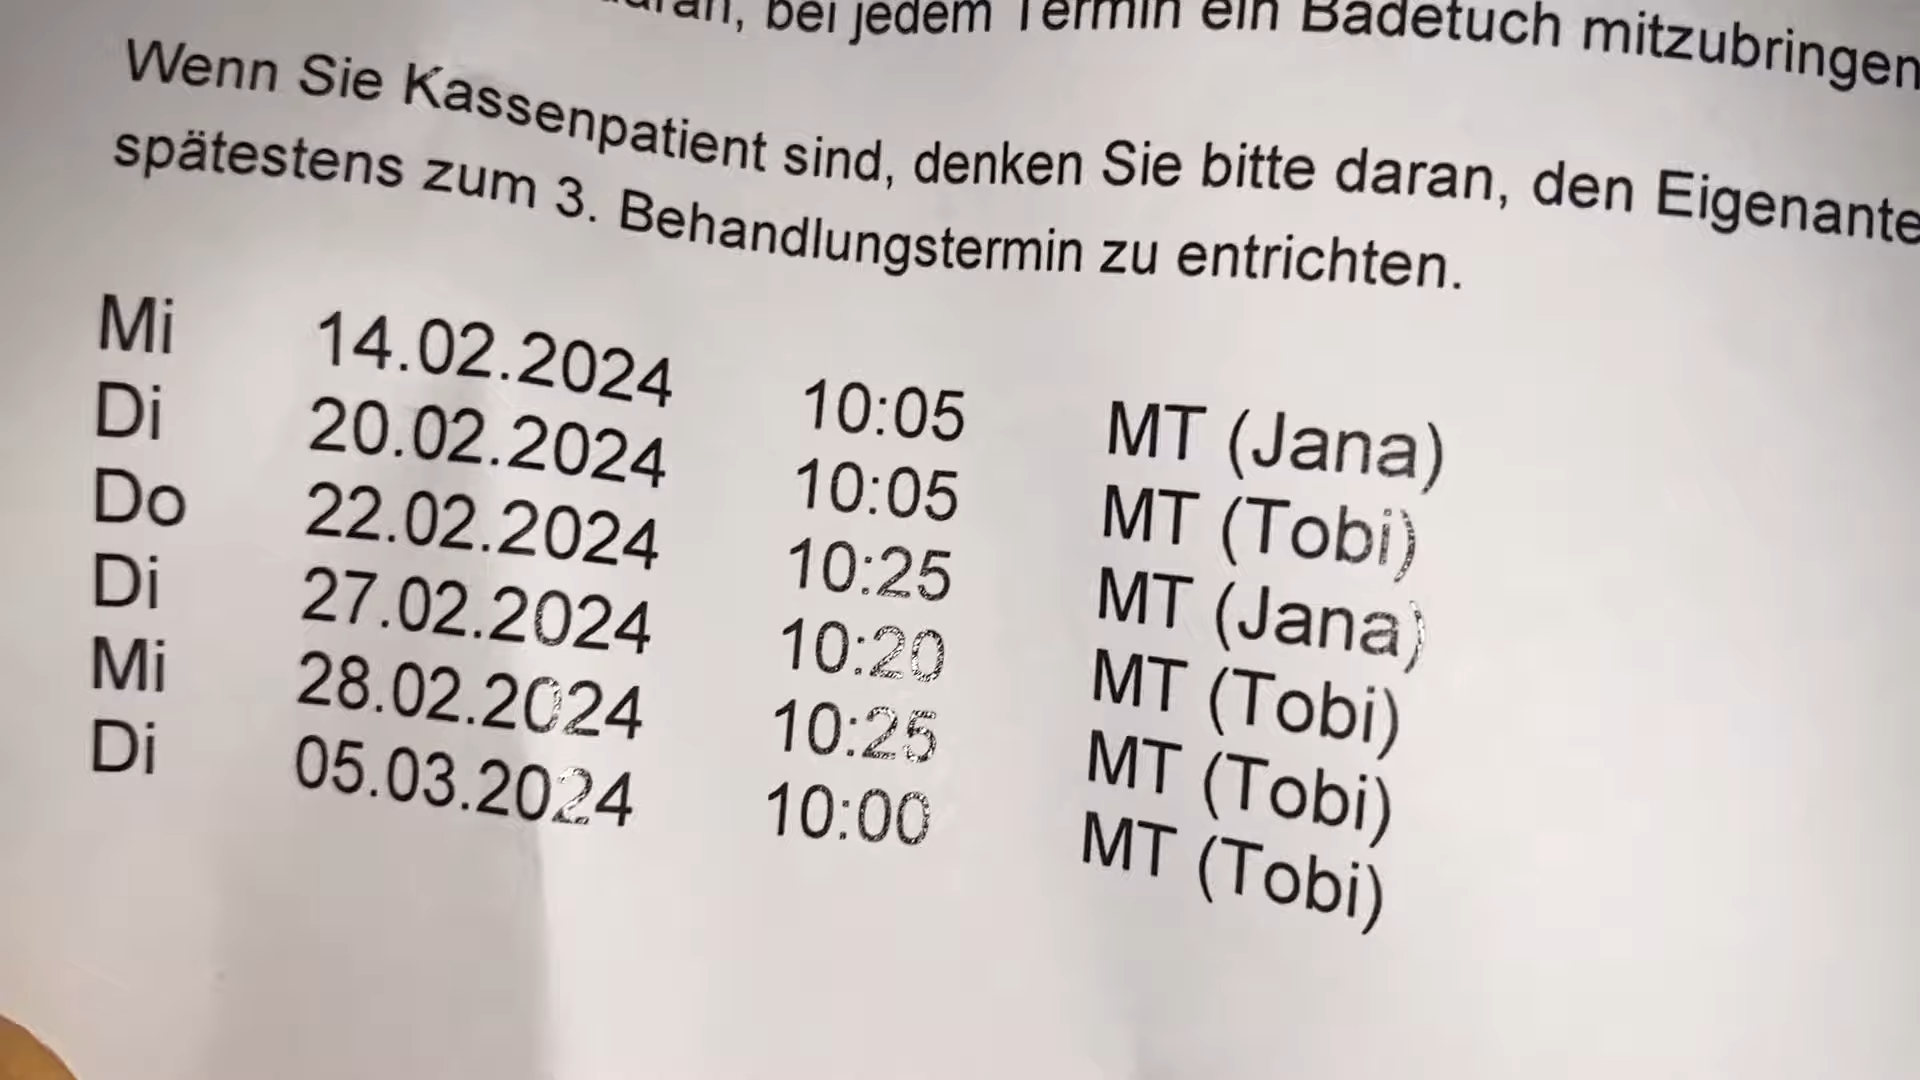 bei jedem Termin ein Badetuch mitzubringen
Wenn Sie Kassenpatient sind, denken Sie bitte daran, den Eigenante
spätestens zum 3. Behandlungstermin zu entrichten.
Mi 14.02.2024 10:05 MT (Jana)
Di 20.02.2024 10:05 MT (Tobi)
Do 22.02.2024 10:25 MT (Jana)
Di 27.02.2024 10:20 MT (Tobi)
Mi 28.02.2024 10:25 MT (Tobi)
Di 05.03.2024 10:00 MT (Tobi)